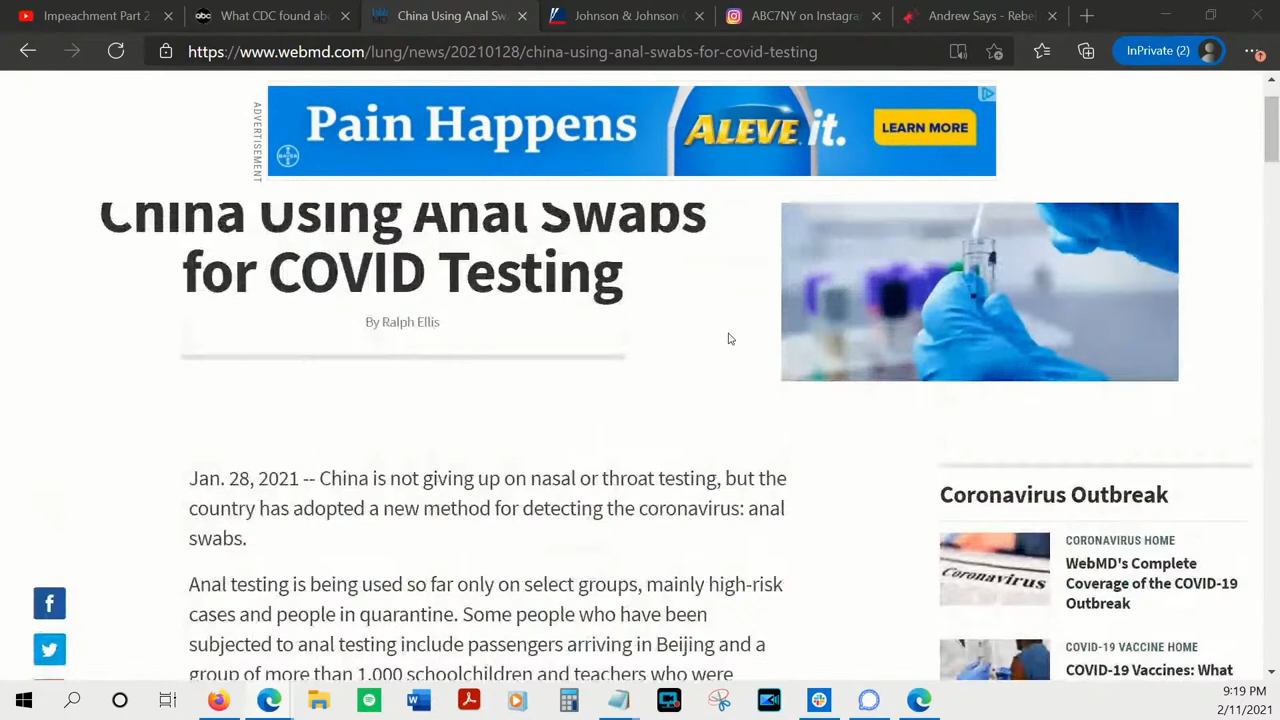 Impeachment Part 2
What CDC found ab
China Using Anal Sw
Johnson & Johnson
ABC7NY on Instagra
Andrew Says - Rebe
https://www.webmd.com/lung/news/20210128/china-using-anal-swabs-for-covid-testing
InPrivate (2)
ADVERTISEMENT
Pain Happens
ALEVE it.
LEARN MORE
BAYER
China Using Anal Swabs
for COVID Testing
By Ralph Ellis
Jan. 28, 2021 -- China is not giving up on nasal or throat testing, but the
country has adopted a new method for detecting the coronavirus: anal
swabs.
Anal testing is being used so far only on select groups, mainly high-risk
cases and people in quarantine. Some people who have been
subjected to anal testing include passengers arriving in Beijing and a
group of more than 1,000 schoolchildren and teachers who were
Coronavirus Outbreak
Coronavirus
CORONAVIRUS HOME
WebMD's Complete
Coverage of the COVID-19
Outbreak
COVID-19 VACCINE HOME
COVID-19 Vaccines: What
9:19 PM
2/11/2021